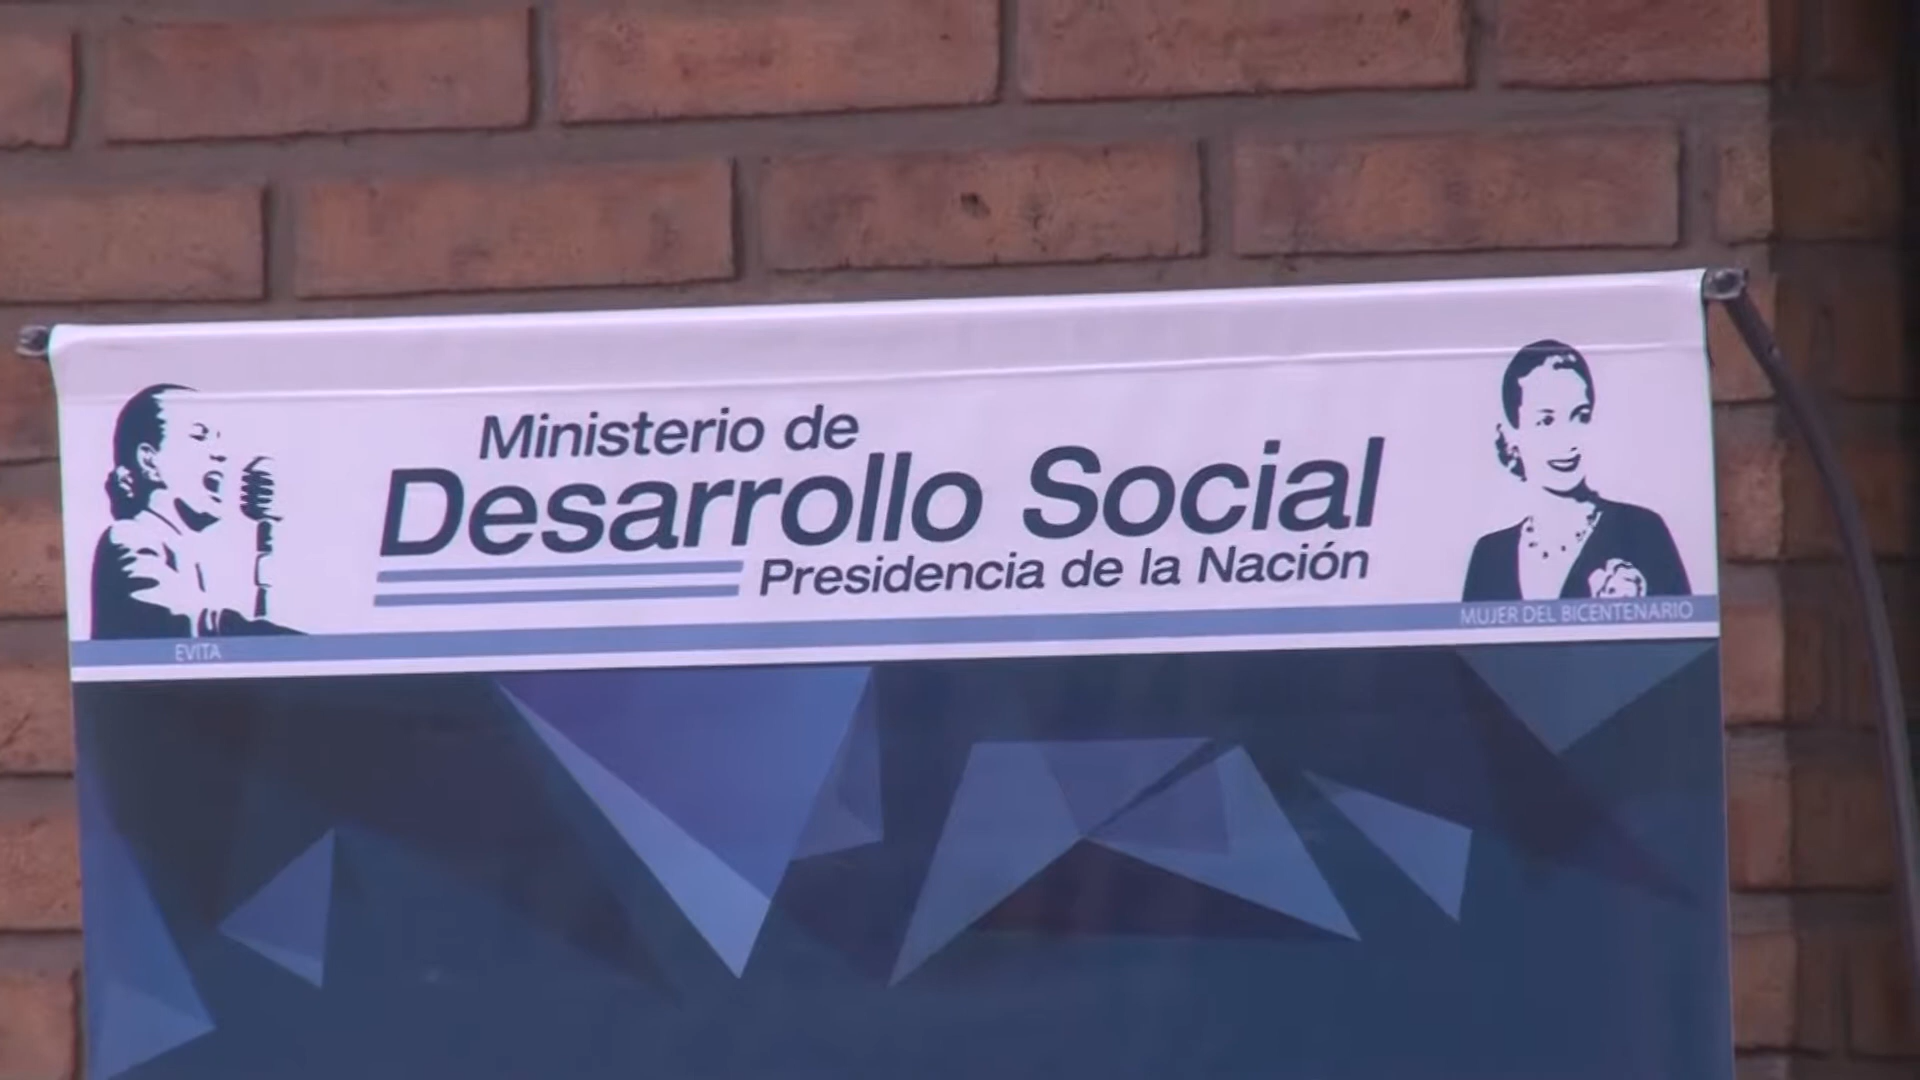 Ministerio de
Desarrollo Social
Presidencia de la Nación
EVITA
MUJER DEL BICENTENARIO